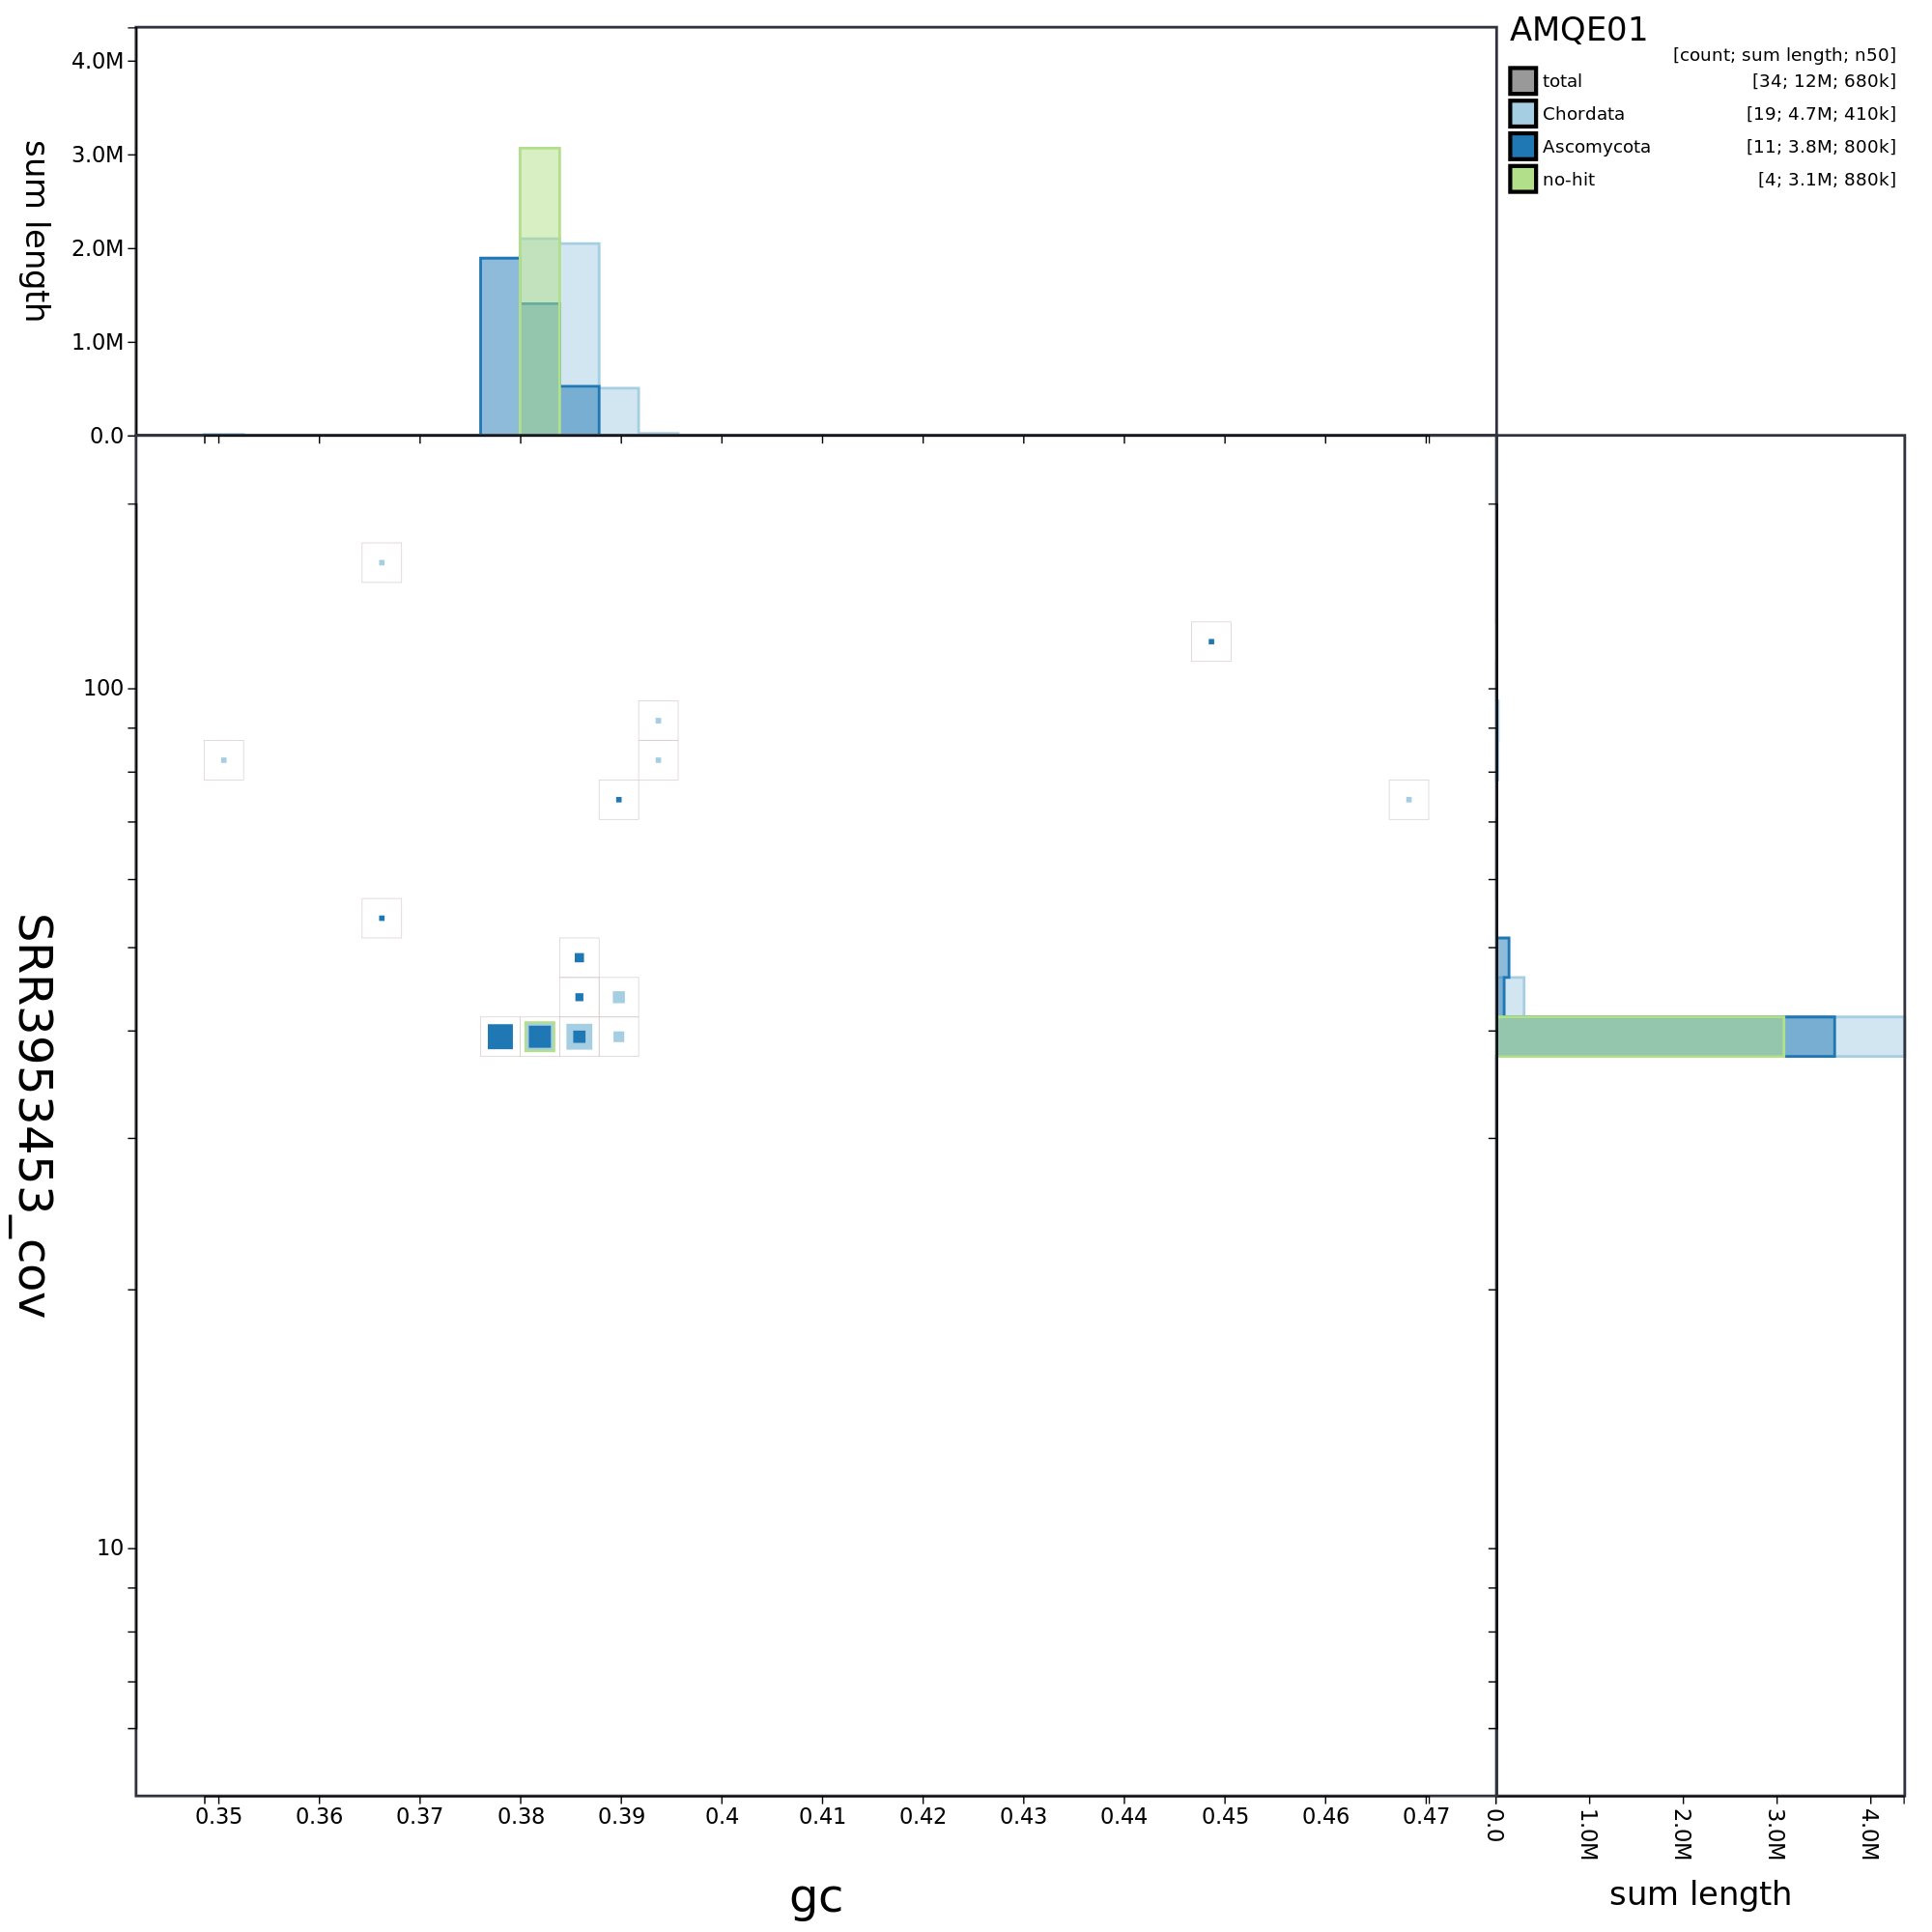 AMQE01
[count; sum length; n50]
total [34; 12M; 680k]
Chordata [19; 4.7M; 410k]
Ascomycota [11; 3.8M; 800k]
no-hit [4; 3.1M; 880k]
sum length
4.0M
3.0M
2.0M
1.0M
0.0
SRR3953453_cov
100
10
0.35 0.36 0.37 0.38 0.39 0.4 0.41 0.42 0.43 0.44 0.45 0.46 0.47
gc
0.0 1.0M 2.0M 3.0M 4.0M
sum length